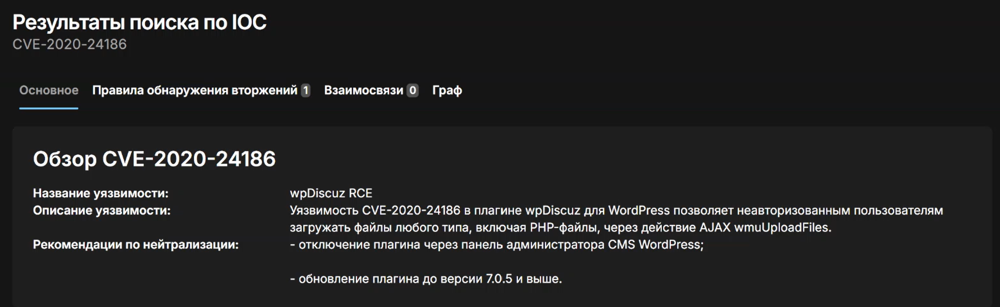 Результаты поиска по IOC
CVE-2020-24186
Основное Правила обнаружения вторжений 1 Взаимосвязи 0 Граф
Обзор CVE-2020-24186
Название уязвимости: wpDiscuz RCE
Описание уязвимости: Уязвимость CVE-2020-24186 в плагине wpDiscuz для WordPress позволяет неавторизованным пользователям
загружать файлы любого типа, включая PHP-файлы, через действие AJAX wmuUploadFiles.
Рекомендации по нейтрализации: - отключение плагина через панель администратора CMS WordPress;
- обновление плагина до версии 7.0.5 и выше.